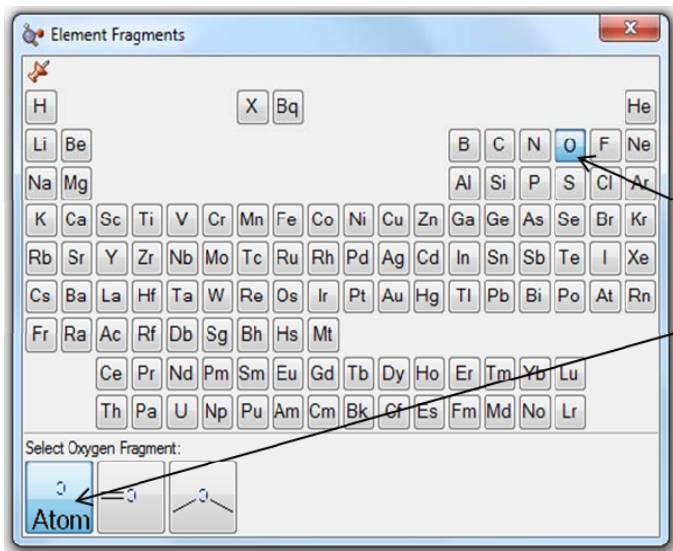 Element Fragments
H X Bq He
Li Be B C N O F Ne
Na Mg Al Si P S Cl Ar
K Ca Sc Ti V Cr Mn Fe Co Ni Cu Zn Ga Ge As Se Br Kr
Rb Sr Y Zr Nb Mo Tc Ru Rh Pd Ag Cd In Sn Sb Te I Xe
Cs Ba La Hf Ta W Re Os Ir Pt Au Hg Tl Pb Bi Po At Rn
Fr Ra Ac Rf Db Sg Bh Hs Mt
Ce Pr Nd Pm Sm Eu Gd Tb Dy Ho Er Tm Yb Lu
Th Pa U Np Pu Am Cm Bk Cf Es Fm Md No Lr
Select Oxygen Fragment:
O O O
Atom